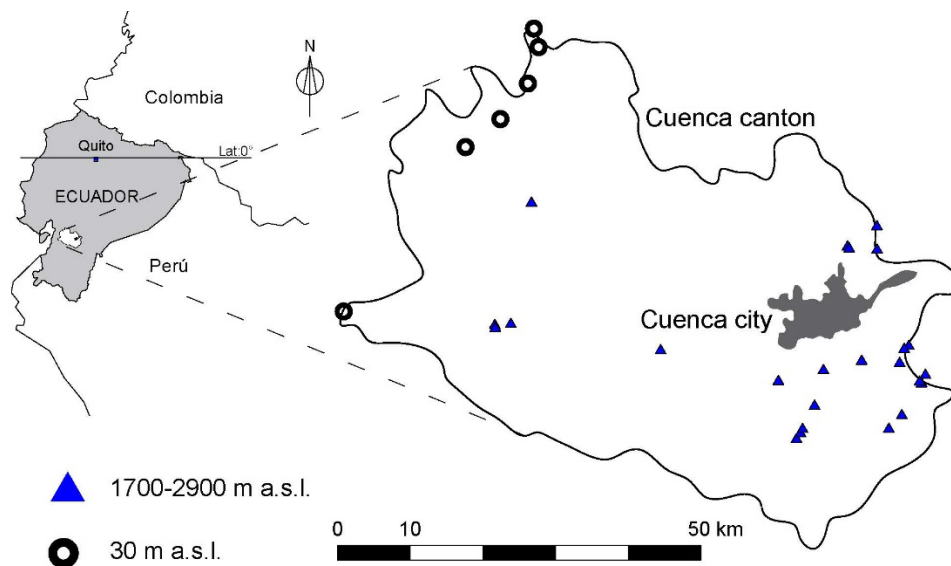 N
Colombia
Cuenca canton
Quito
Lat:0°
ECUADOR
Perú
Cuenca city
1700-2900 m a.s.l.
0 10 50 km
30 m a.s.l.